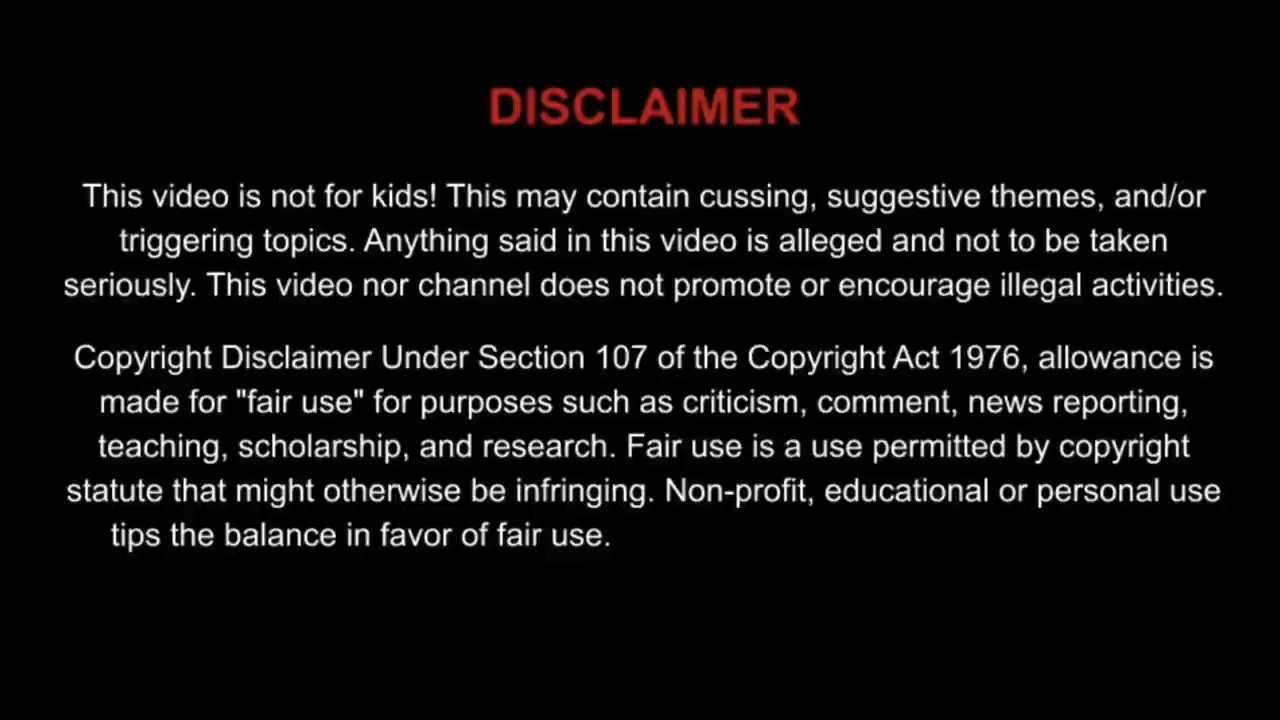 DISCLAIMER
This video is not for kids! This may contain cussing, suggestive themes, and/or
triggering topics. Anything said in this video is alleged and not to be taken
seriously. This video nor channel does not promote or encourage illegal activities.
Copyright Disclaimer Under Section 107 of the Copyright Act 1976, allowance is
made for "fair use" for purposes such as criticism, comment, news reporting,
teaching, scholarship, and research. Fair use is a use permitted by copyright
statute that might otherwise be infringing. Non-profit, educational or personal use
tips the balance in favor of fair use.